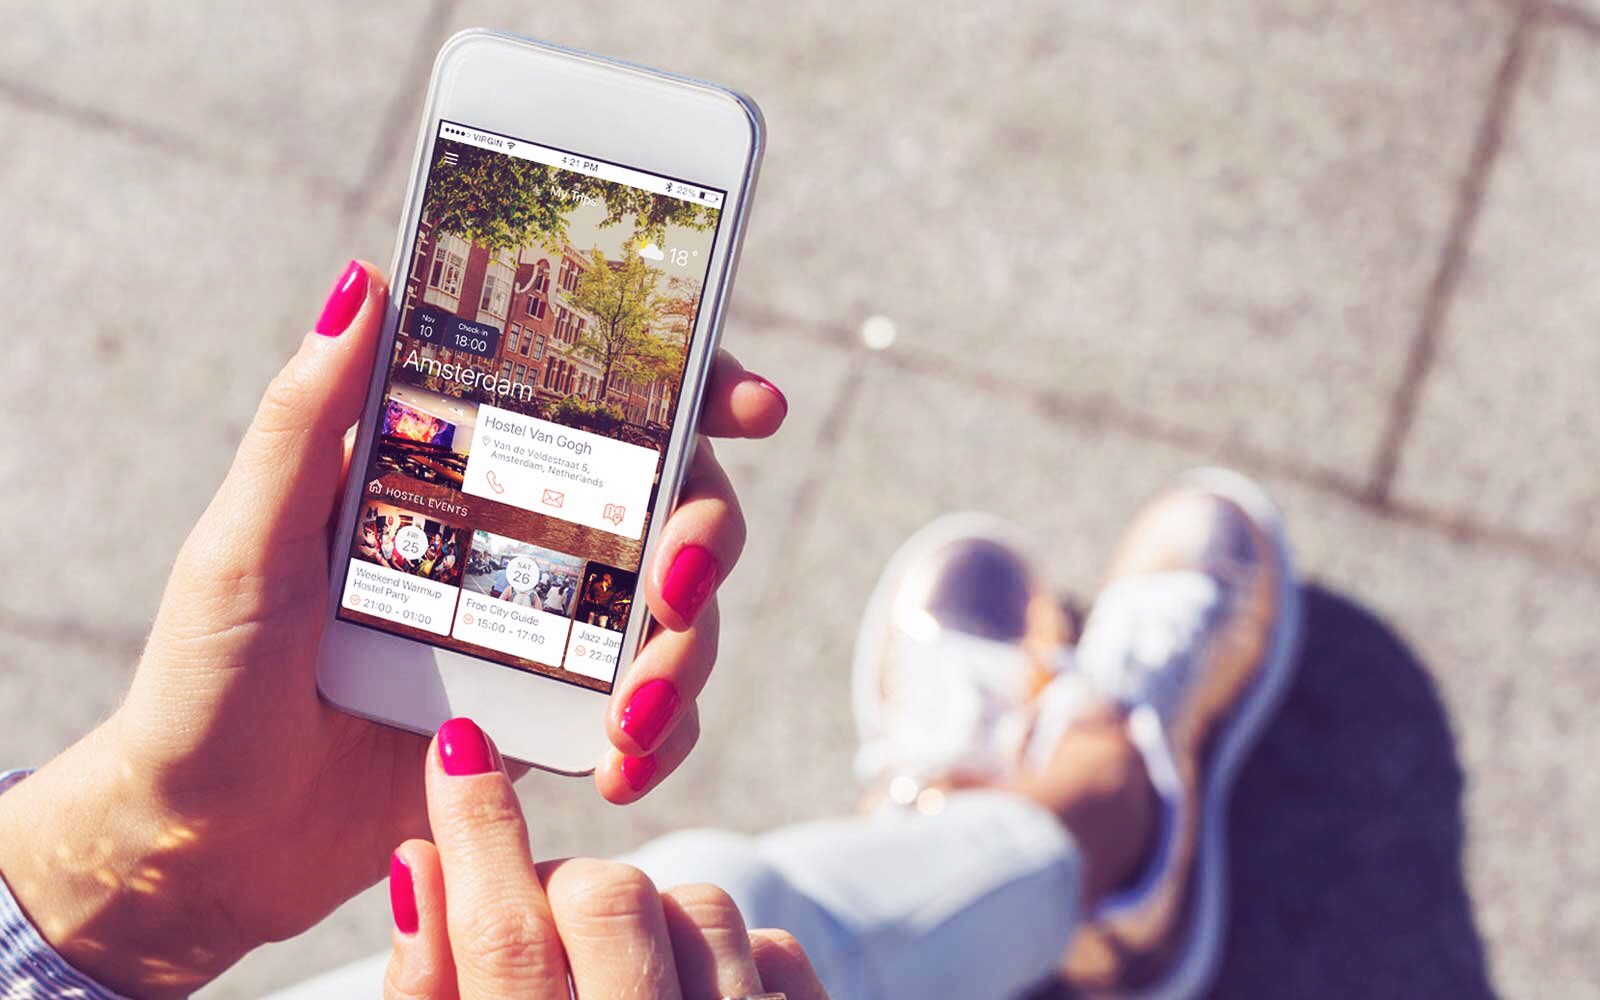 VIRGIN
4:21 PM
22%
My Trips
18°
Nov
10
Check-in
18:00
Amsterdam
Hostel Van Gogh
Van de Veldestraat 5,
Amsterdam, Netherlands
HOSTEL EVENTS
FRI
25
Weekend Warmup
Hostel Party
21:00 - 01:00
SAT
26
Free City Guide
15:00 - 17:00
Jazz Jam
22:00